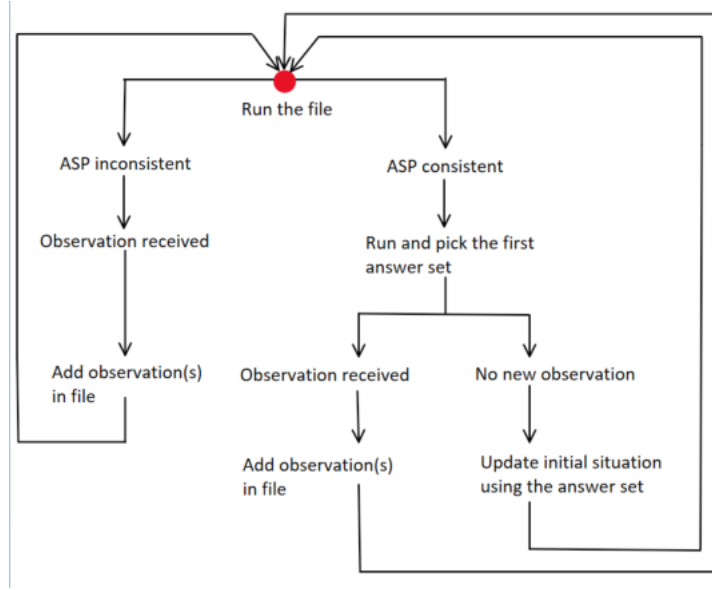 Run the file
ASP inconsistent
ASP consistent
Observation received
Run and pick the first
answer set
Add observation(s)
in file
Observation received
No new observation
Add observation(s)
in file
Update initial situation
using the answer set